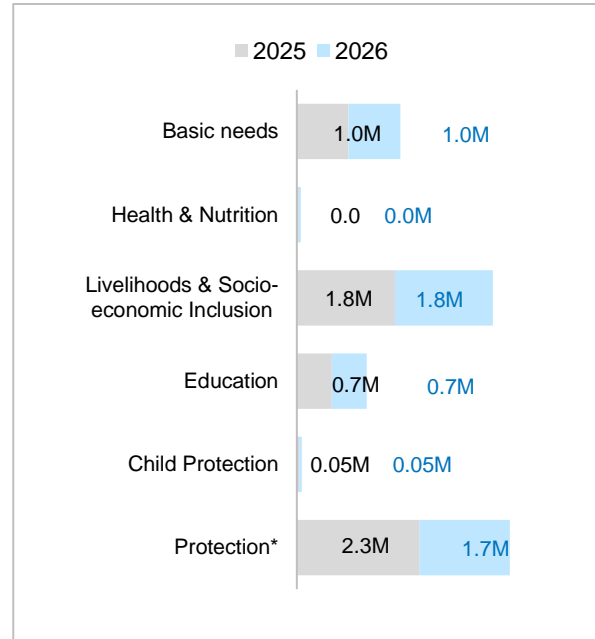 2025 2026
Basic needs 1.0M 1.0M
Health & Nutrition 0.0 0.0M
Livelihoods & Socio-
economic Inclusion 1.8M 1.8M
Education 0.7M 0.7M
Child Protection 0.05M 0.05M
Protection* 2.3M 1.7M